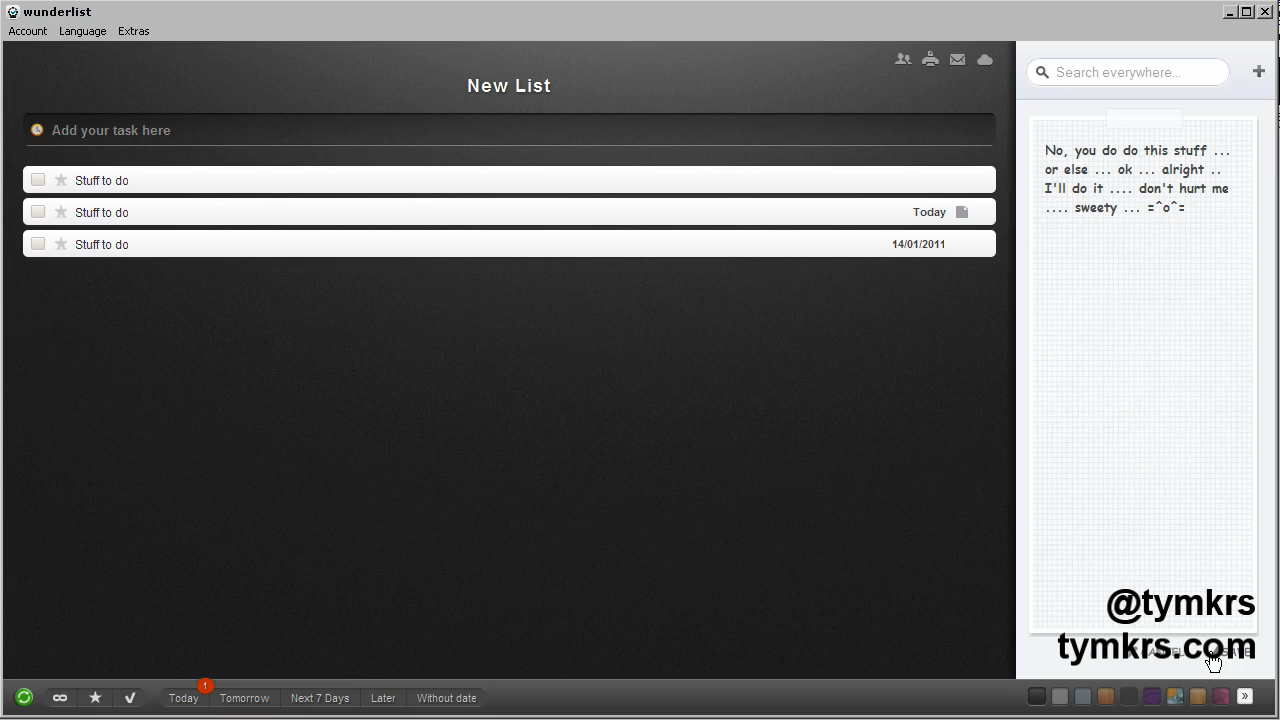 wunderlist
Account Language Extras
New List
Search everywhere...
Add your task here
No, you do do this stuff ...
or else ... ok ... alright ..
I'll do it .... don't hurt me
.... sweety ... =^o^=
Stuff to do
Stuff to do Today
Stuff to do 14/01/2011
@tymkrs
tymkrs.com
Today 1 Tomorrow Next 7 Days Later Without date